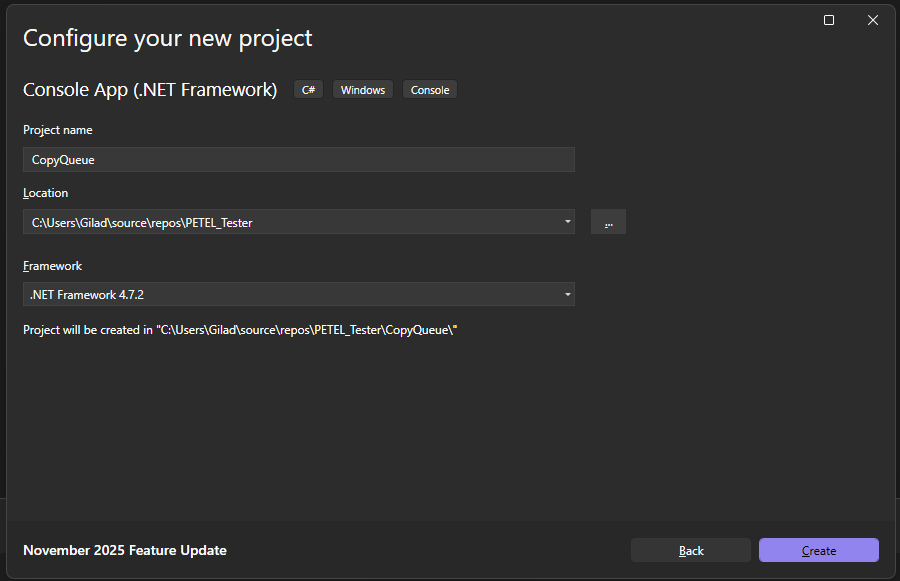 Configure your new project
Console App (.NET Framework) C# Windows Console
Project name
CopyQueue
Location
C:\Users\Gilad\source\repos\PETEL_Tester
...
Framework
.NET Framework 4.7.2
Project will be created in "C:\Users\Gilad\source\repos\PETEL_Tester\CopyQueue\"
November 2025 Feature Update
Back
Create